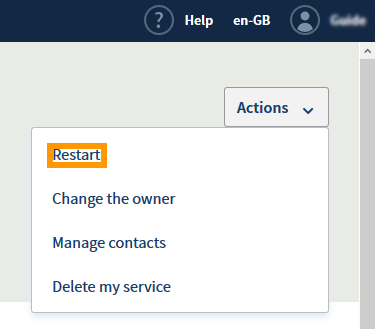 ? Help en-GB
Actions
Restart
Change the owner
Manage contacts
Delete my service